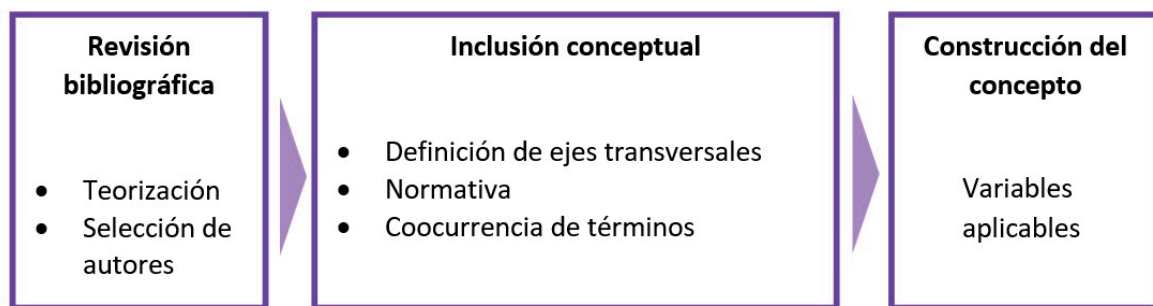 Revisión
bibliográfica
• Teorización
• Selección de
autores
Inclusión conceptual
• Definición de ejes transversales
• Normativa
• Coocurrencia de términos
Construcción del
concepto
Variables
aplicables